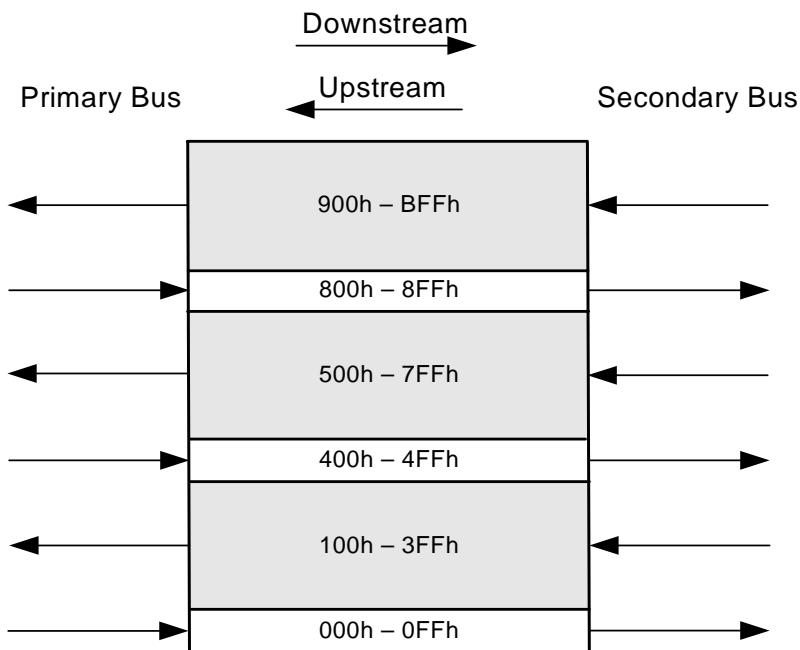 Downstream
Upstream
Primary Bus
Secondary Bus
900h – BFFh
800h – 8FFh
500h – 7FFh
400h – 4FFh
100h – 3FFh
000h – 0FFh